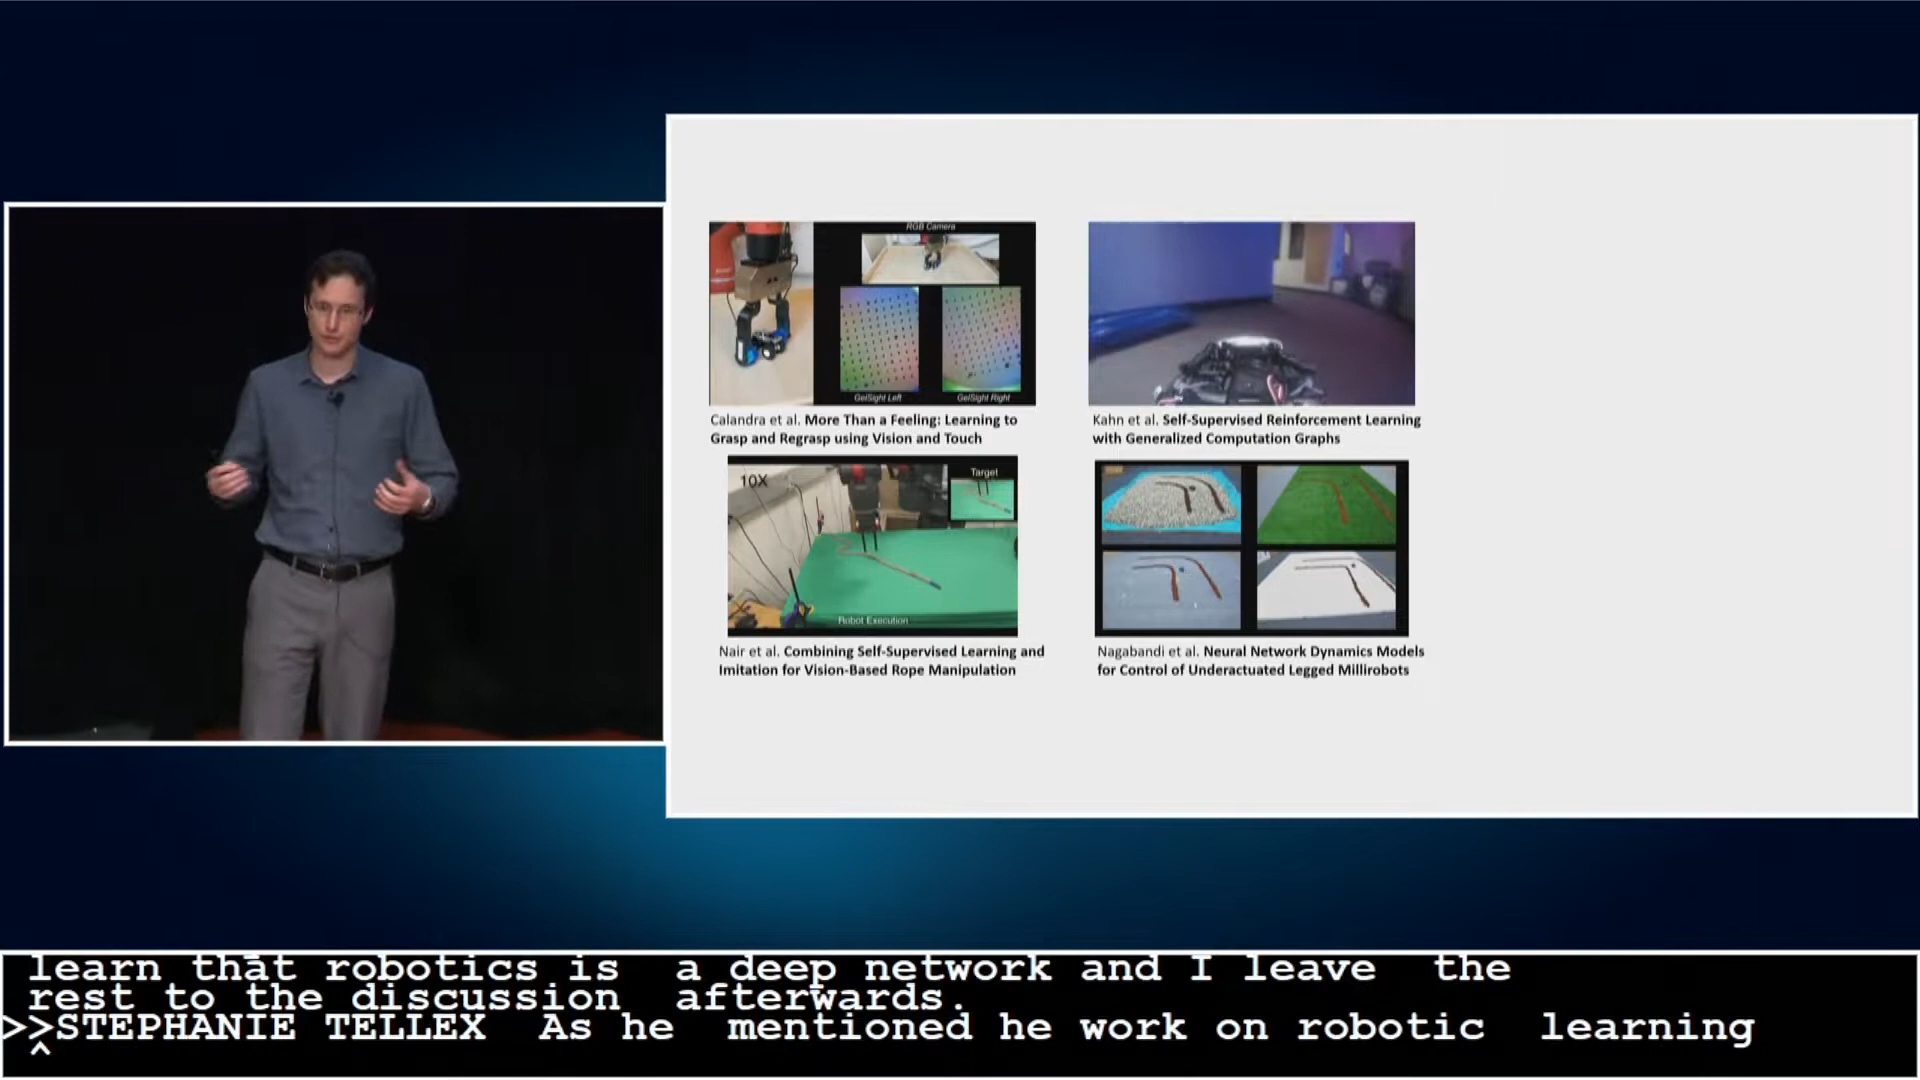 RGB Camera
GelSight Left
GelSight Right
Calandra et al. More Than a Feeling: Learning to
Grasp and Regrasp using Vision and Touch
Kahn et al. Self-Supervised Reinforcement Learning
with Generalized Computation Graphs
10X
Target
Robot Execution
Nair et al. Combining Self-Supervised Learning and
Imitation for Vision-Based Rope Manipulation
Nagabandi et al. Neural Network Dynamics Models
for Control of Underactuated Legged Millirobots
learn that robotics is a deep network and I leave the
rest to the discussion afterwards.
>>STEPHANIE TELLEX As he mentioned he work on robotic learning
^